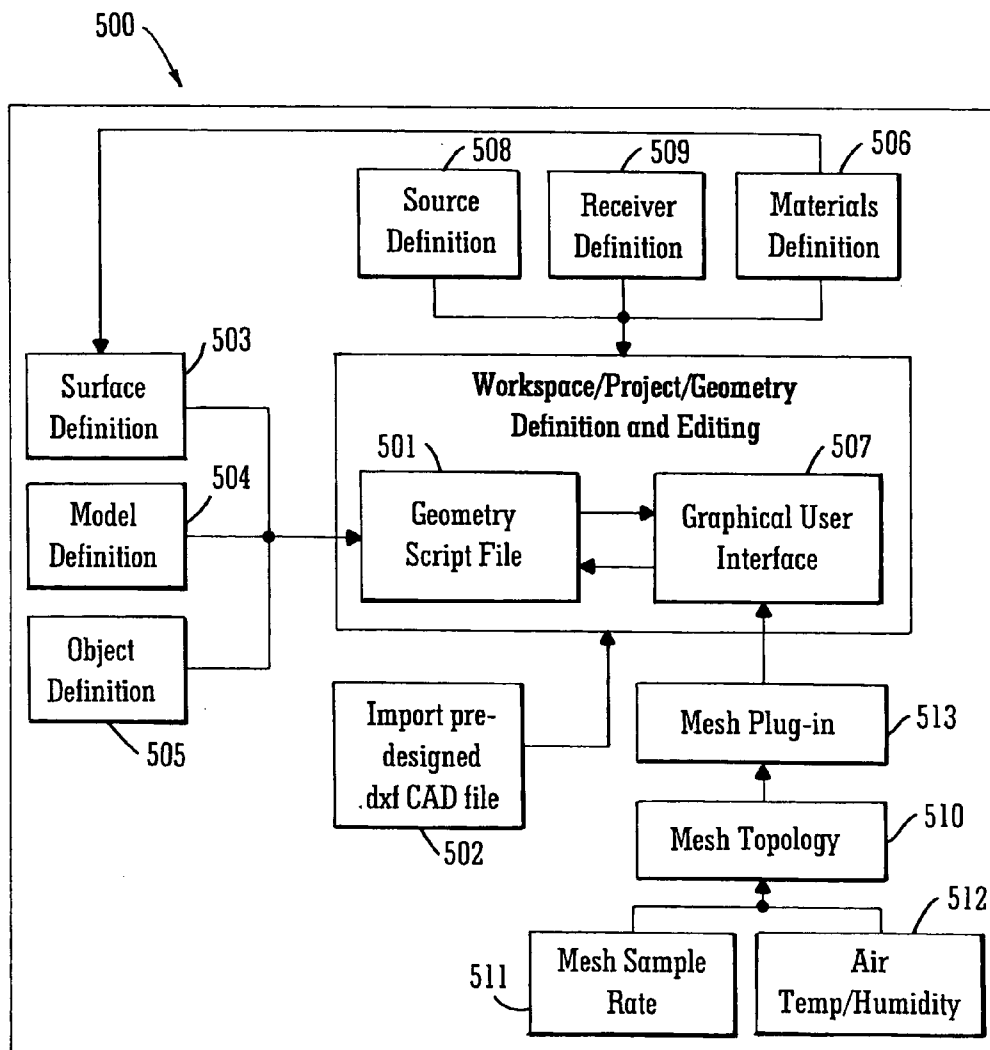 500
508
509
506
Source
Definition
Receiver
Definition
Materials
Definition
503
Surface
Definition
504
Model
Definition
Object
Definition
505
Workspace/Project/Geometry
Definition and Editing
501
Geometry
Script File
507
Graphical User
Interface
Import pre-
designed
.dxf CAD file
502
Mesh Plug-in
513
Mesh Topology
510
512
Mesh Sample
Rate
511
Air
Temp/Humidity